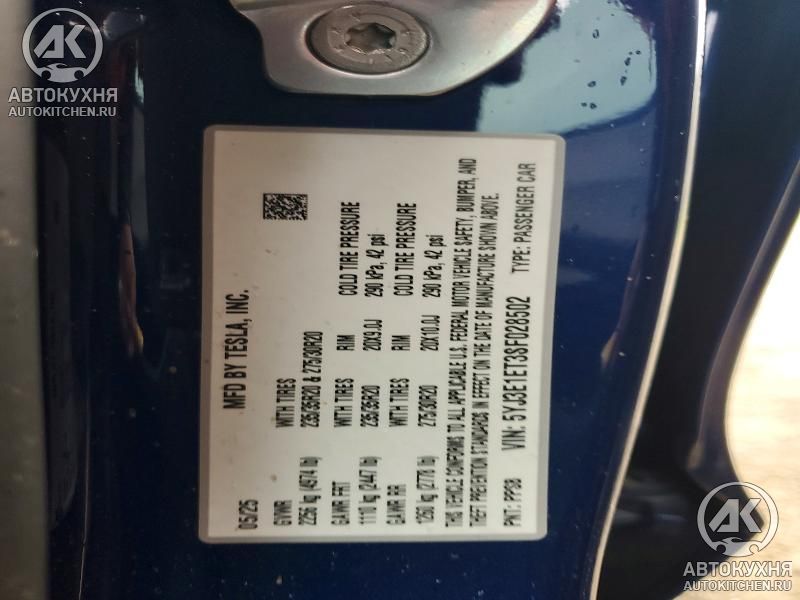 AK
АВТОКУХНЯ
AUTOKITCHEN.RU
05/25 MFD BY TESLA, INC.
GVWR WITH TIRES
2256 kg (4974 lb) 235/35R20 & 275/30R20
GAWR FRT WITH TIRES RIM COLD TIRE PRESSURE
1110 kg (2447 lb) 235/35R20 20X9.0J 290 kPa, 42 psi
GAWR RR WITH TIRES RIM COLD TIRE PRESSURE
1260 kg (2778 lb) 275/30R20 20X10.0J 290 kPa, 42 psi
THIS VEHICLE CONFORMS TO ALL APPLICABLE U.S. FEDERAL MOTOR VEHICLE SAFETY, BUMPER, AND
THEFT PREVENTION STANDARDS IN EFFECT ON THE DATE OF MANUFACTURE SHOWN ABOVE.
PNT: PPSB VIN: 5YJ3E1ET3SF028502 TYPE: PASSENGER CAR
AK
АВТОКУХНЯ
AUTOKITCHEN.RU